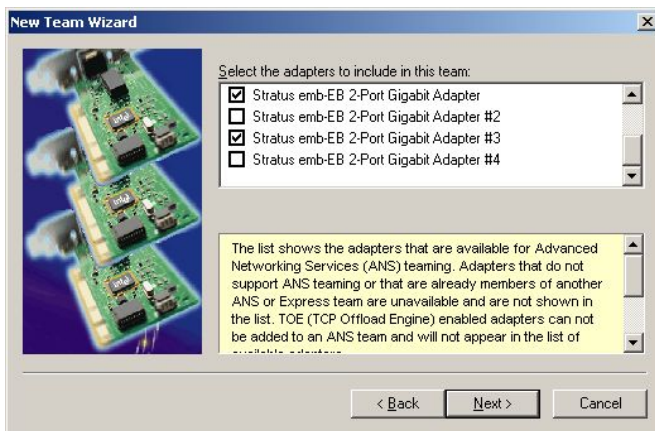 New Team Wizard
Select the adapters to include in this team:
Stratus emb-EB 2-Port Gigabit Adapter
Stratus emb-EB 2-Port Gigabit Adapter #2
Stratus emb-EB 2-Port Gigabit Adapter #3
Stratus emb-EB 2-Port Gigabit Adapter #4
The list shows the adapters that are available for Advanced
Networking Services (ANS) teaming. Adapters that do not
support ANS teaming or that are already members of another
ANS or Express team are unavailable and are not shown in
the list. TOE (TCP Offload Engine) enabled adapters can not
be added to an ANS team and will not appear in the list of
available adapters.
intel
intel
intel
< Back
Next >
Cancel